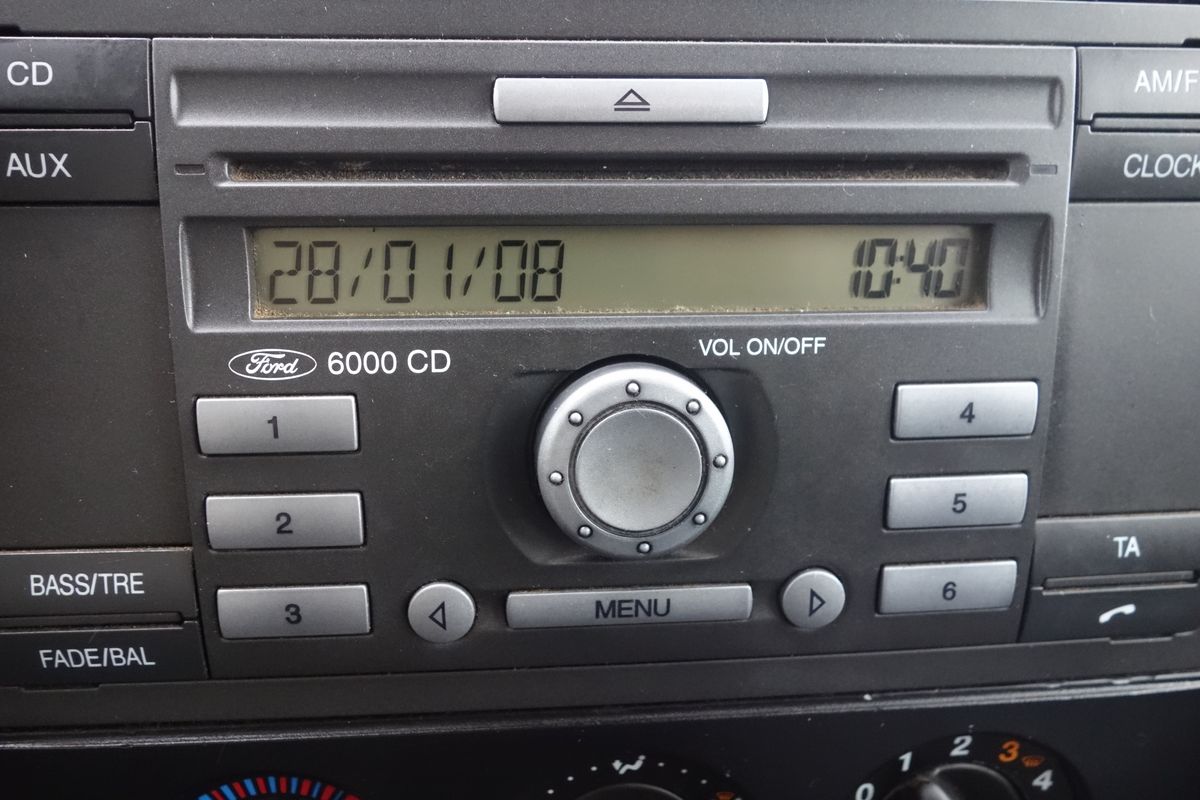 CD
AM/F
AUX
CLOCK
28/01/08 10:40
Ford 6000 CD
VOL ON/OFF
1
4
2
5
BASS/TRE
TA
3
MENU
6
FADE/BAL
0 1 2 3 4